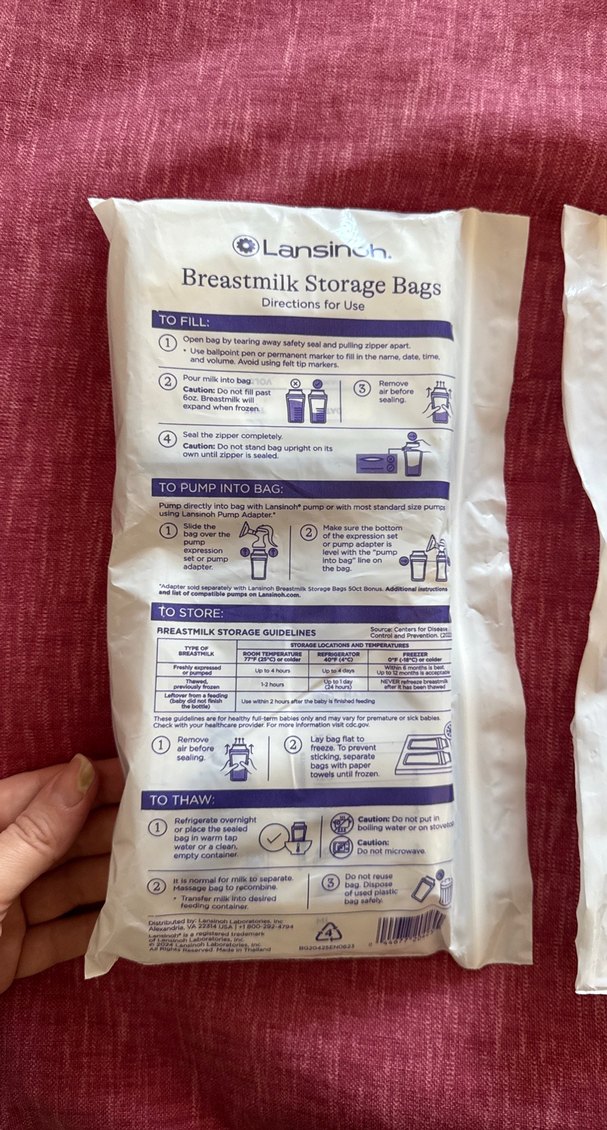 Lansinoh.
Breastmilk Storage Bags
Directions for Use
TO FILL:
1 Open bag by tearing away safety seal and pulling zipper apart.
• Use ballpoint pen or permanent marker to fill in the name, date, time,
and volume. Avoid using felt tip markers.
2 Pour milk into bag.
Caution: Do not fill past
6oz. Breastmilk will
expand when frozen.
3 Remove
air before
sealing.
4 Seal the zipper completely.
Caution: Do not stand bag upright on its
own until zipper is sealed.
TO PUMP INTO BAG:
Pump directly into bag with Lansinoh® pump or with most standard size pumps
using Lansinoh Pump Adapter.*
1 Slide the
bag over the
pump
expression
set or pump
adapter.
2 Make sure the bottom
of the expression set
or pump adapter is
level with the "pump
into bag" line on
the bag.
*Adapter sold separately with Lansinoh Breastmilk Storage Bags 50ct Bonus. Additional instructions
and list of compatible pumps on Lansinoh.com.
TO STORE:
BREASTMILK STORAGE GUIDELINES
Source: Centers for Disease
Control and Prevention.
TYPE OF
BREASTMILK
STORAGE LOCATIONS AND TEMPERATURES
ROOM TEMPERATURE
77°F (25°C) or colder
REFRIGERATOR
40°F (4°C)
FREEZER
0°F (-18°C) or colder
Freshly expressed
or pumped
Up to 4 hours
Up to 4 days
Within 6 months is best
Up to 12 months is acceptable
Thawed,
previously frozen
1-2 hours
Up to 1 day
(24 hours)
NEVER refreeze breastmilk
after it has been thawed
Leftover from a feeding
(baby did not finish
the bottle)
Use within 2 hours after the baby is finished feeding
These guidelines are for healthy full-term babies only and may vary for premature or sick babies.
Check with your healthcare provider. For more information visit cdc.gov.
1 Remove
air before
sealing.
2 Lay bag flat to
freeze. To prevent
sticking, separate
bags with paper
towels until frozen.
TO THAW:
1 Refrigerate overnight
or place the sealed
bag in warm tap
water or a clean,
empty container.
Caution: Do not put in
boiling water or on stovetop.
Caution:
Do not microwave.
2 It is normal for milk to separate.
Massage bag to recombine.
• Transfer milk into desired
feeding container.
3 Do not reuse
bag. Dispose
of used plastic
bag safely.
Distributed by: Lansinoh Laboratories, Inc
Alexandria, VA 22314 USA | +1 800-292-4794
Lansinoh® is a registered trademark
of Lansinoh Laboratories, Inc.
© 2024 Lansinoh Laboratories, Inc
All Rights Reserved. Made in Thailand
4
BG20425EN0623